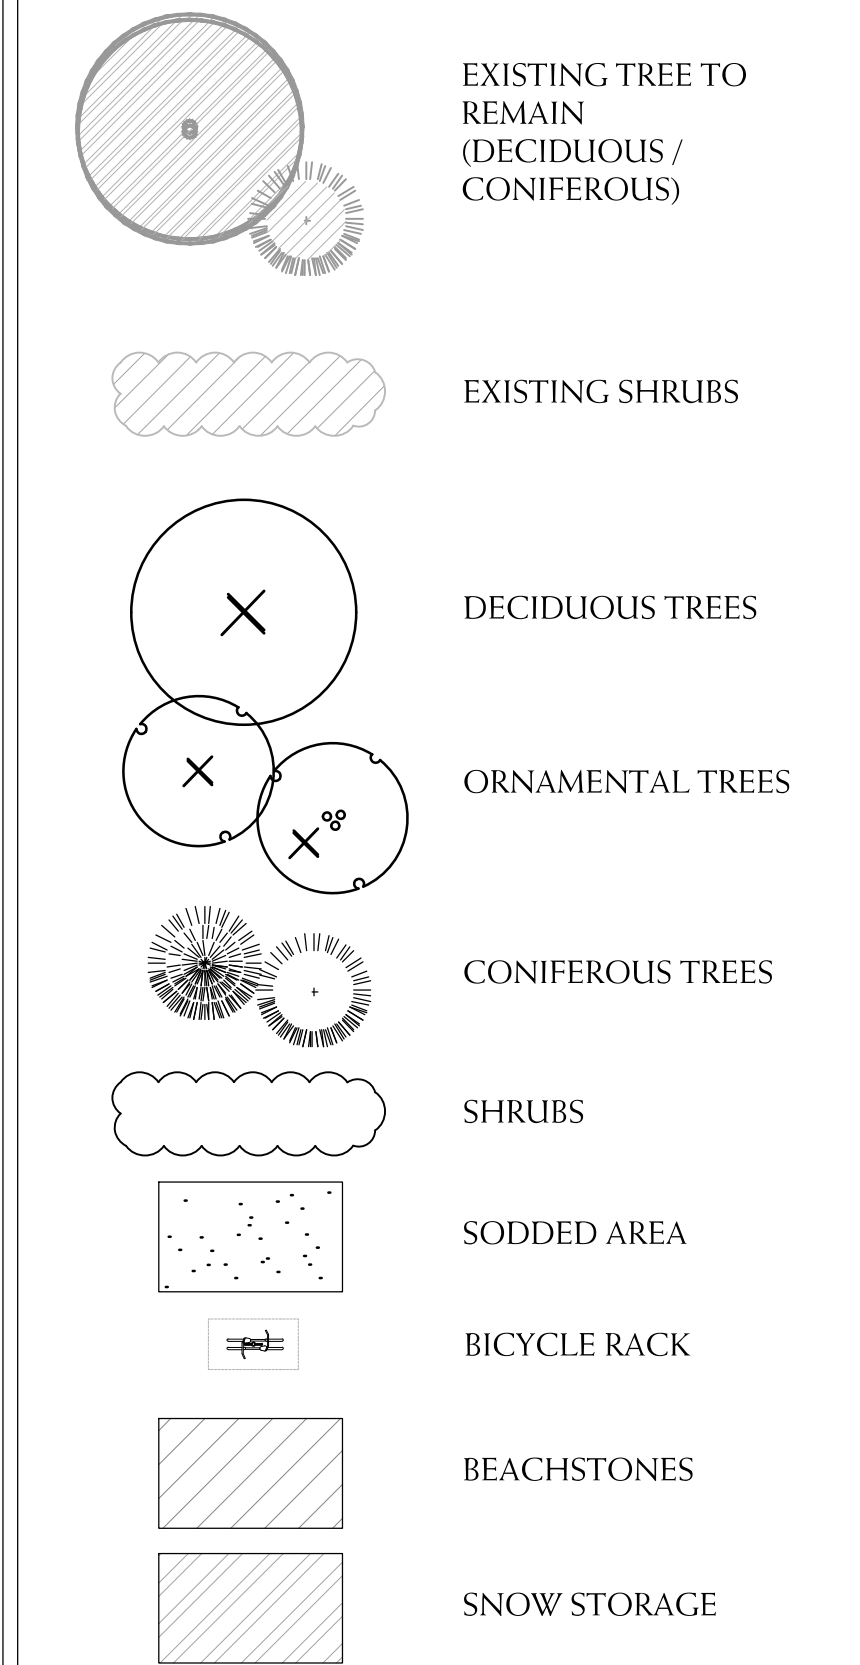 EXISTING TREE TO
REMAIN
(DECIDUOUS /
CONIFEROUS)
EXISTING SHRUBS
DECIDUOUS TREES
ORNAMENTAL TREES
CONIFEROUS TREES
SHRUBS
SODDED AREA
BICYCLE RACK
BEACHSTONES
SNOW STORAGE